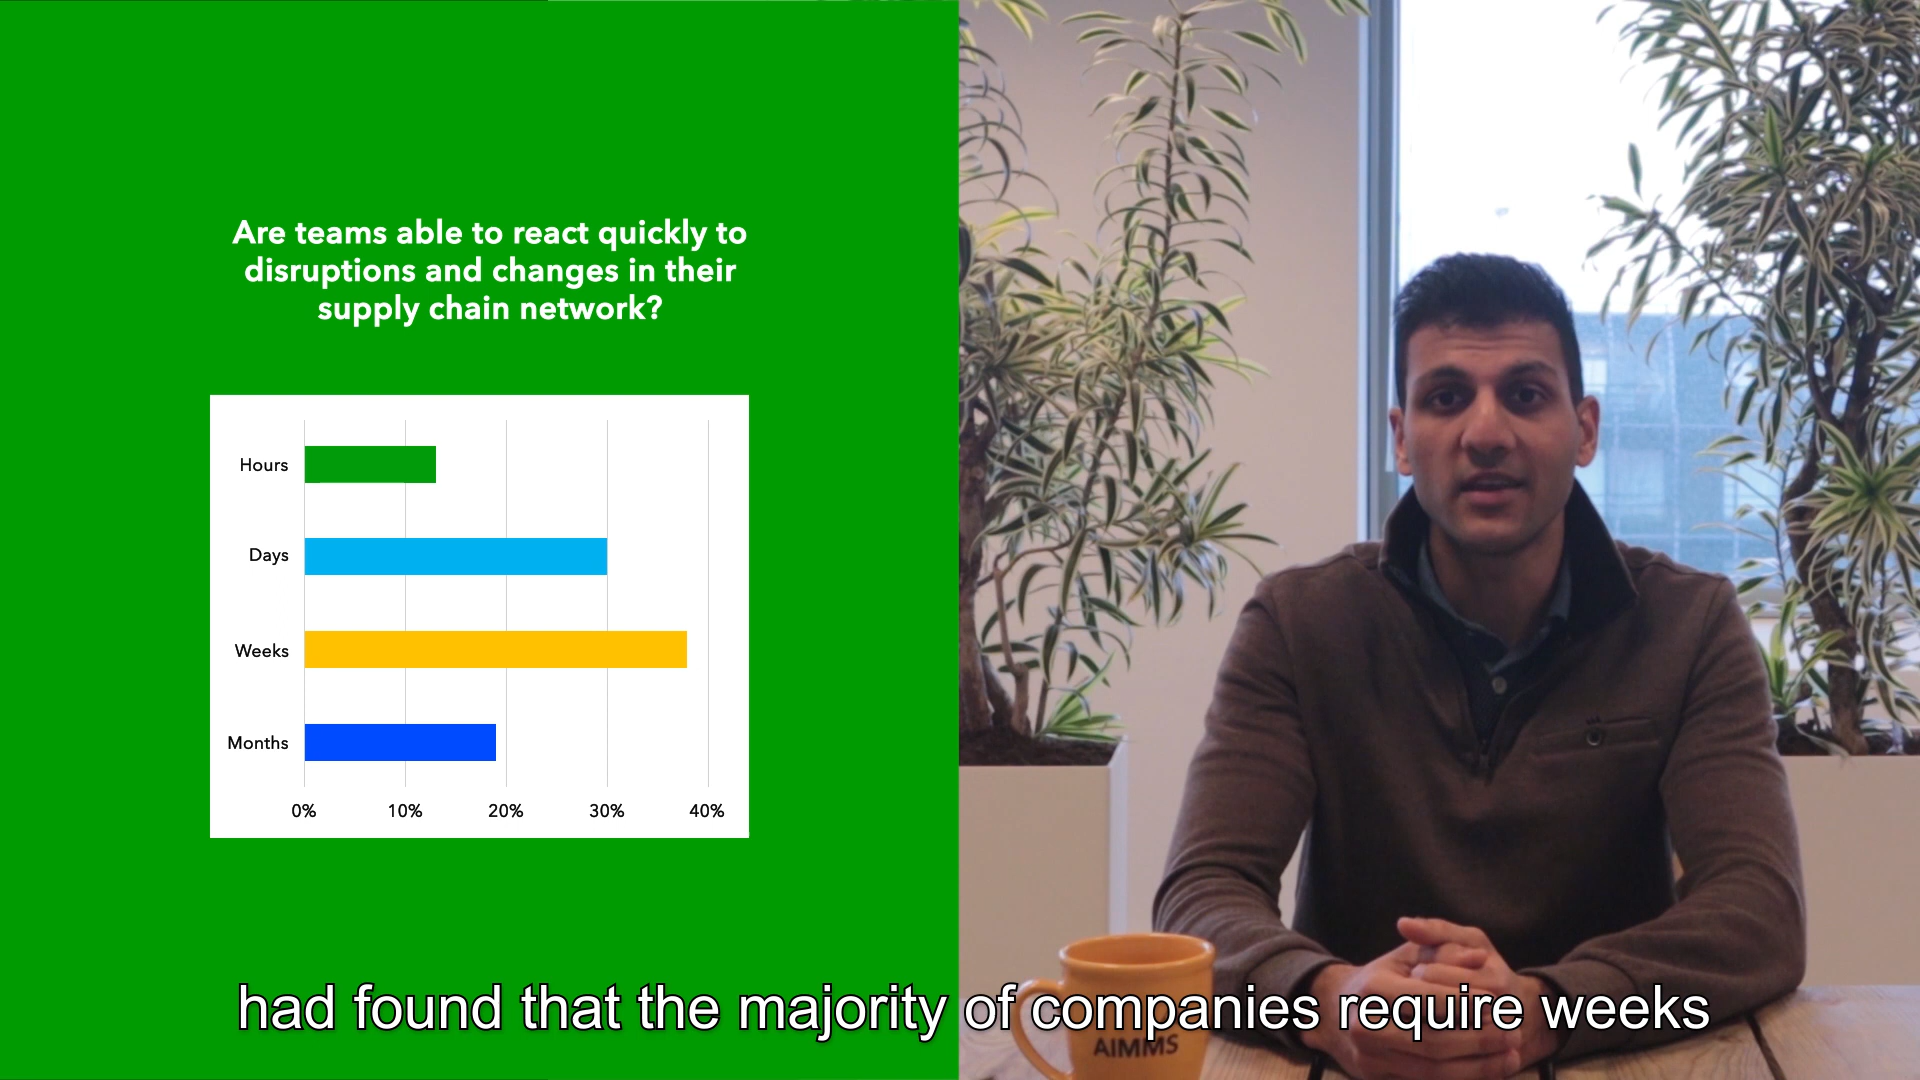 Are teams able to react quickly to
disruptions and changes in their
supply chain network?
Hours
Days
Weeks
Months
0% 10% 20% 30% 40%
had found that the majority of companies require weeks
AIMMS